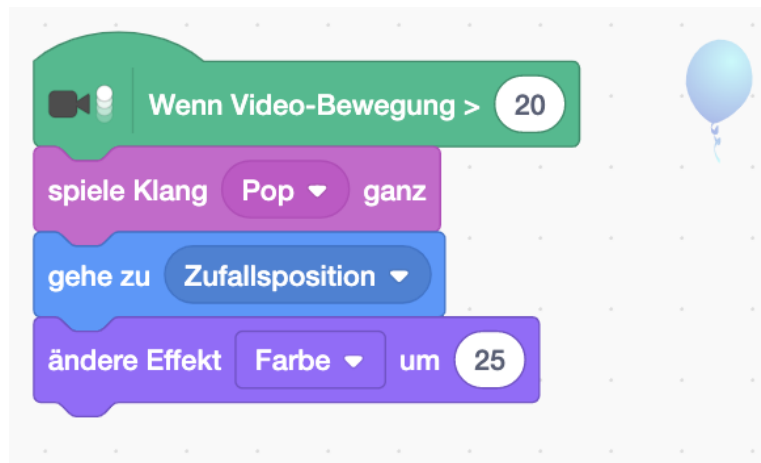 Wenn Video-Bewegung > 20
spiele Klang Pop ganz
gehe zu Zufallsposition
ändere Effekt Farbe um 25